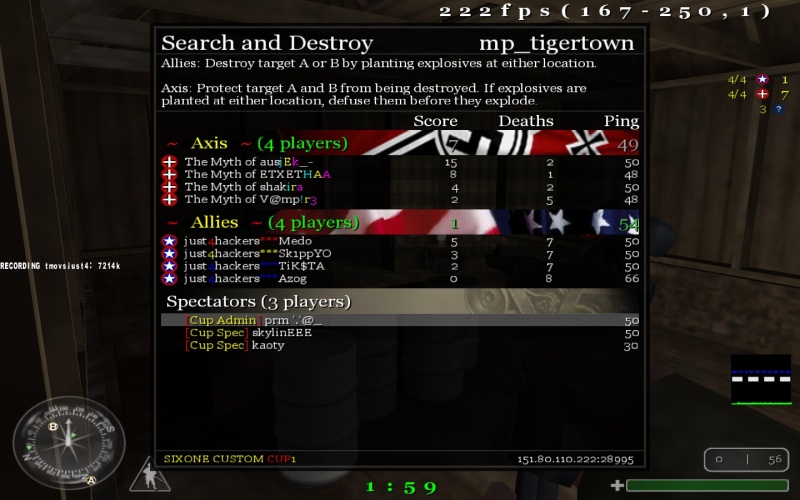 222fps(167-250,1)
Search and Destroy mp_tigertown
Allies: Destroy target A or B by planting explosives at either location.
Axis: Protect target A and B from being destroyed. If explosives are
planted at either location, defuse them before they explode.
4/4 1
4/4 7
3 ?
Score Deaths Ping
~ Axis ~ (4 players) 7 49
The Myth of ausjEk_- 15 2 50
The Myth of ETXETHAA 8 1 48
The Myth of shakira 4 2 50
The Myth of V@mp!r3 2 5 48
~ Allies ~ (4 players) 1 54
just4hackers***Medo 5 7 50
just4hackers***Sk1ppYO 3 7 50
just4hackers***TiK$TA 2 7 50
just4hackers***Azog 0 8 66
RECORDING tmovsjust4: 7214k
Spectators (3 players)
[Cup Admin] prm '.'@_ 50
[Cup Spec] skylinEEE 50
[Cup Spec] kaoty 30
N
B
A
SIXONE CUSTOM CUP1 151.80.110.222:28995
0 | 56
1:59